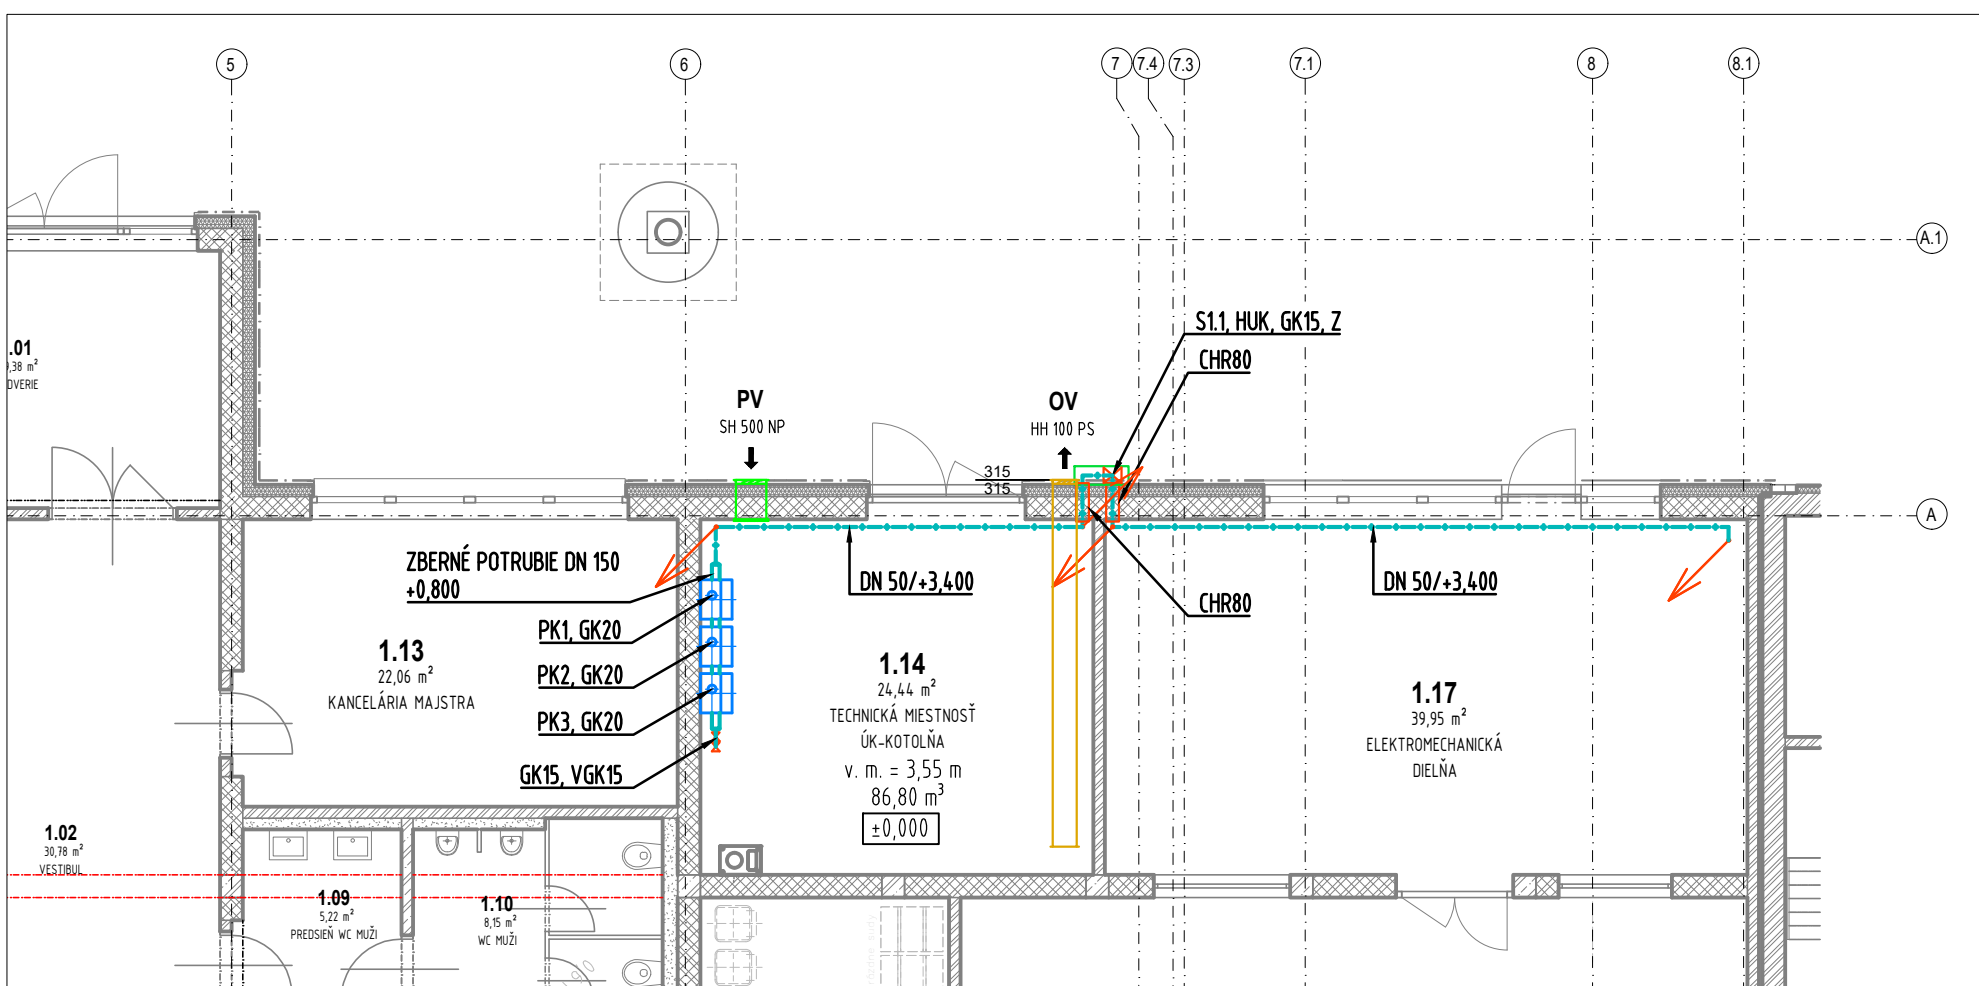 5
6
7
7.4
7.3
7.1
8
8.1
A.1
A
S1.1, HUK, GK15, Z
CHR80
PV
SH 500 NP
OV
HH 100 PS
315
315
.01
,38 m²
OVERIE
ZBERNÉ POTRUBIE DN 150
+0,800
PK1, GK20
PK2, GK20
PK3, GK20
GK15, VGK15
DN 50/+3,400
DN 50/+3,400
CHR80
1.13
22,06 m²
KANCELÁRIA MAJSTRA
1.14
24,44 m²
TECHNICKÁ MIESTNOSŤ
ÚK-KOTOLŇA
v. m. = 3,55 m
86,80 m³
±0,000
1.17
39,95 m²
ELEKTROMECHANICKÁ
DIELŇA
1.02
30,78 m²
VESTIBUL
1.09
5,22 m²
PREDSIEŇ WC MUŽI
1.10
8,15 m²
WC MUŽI